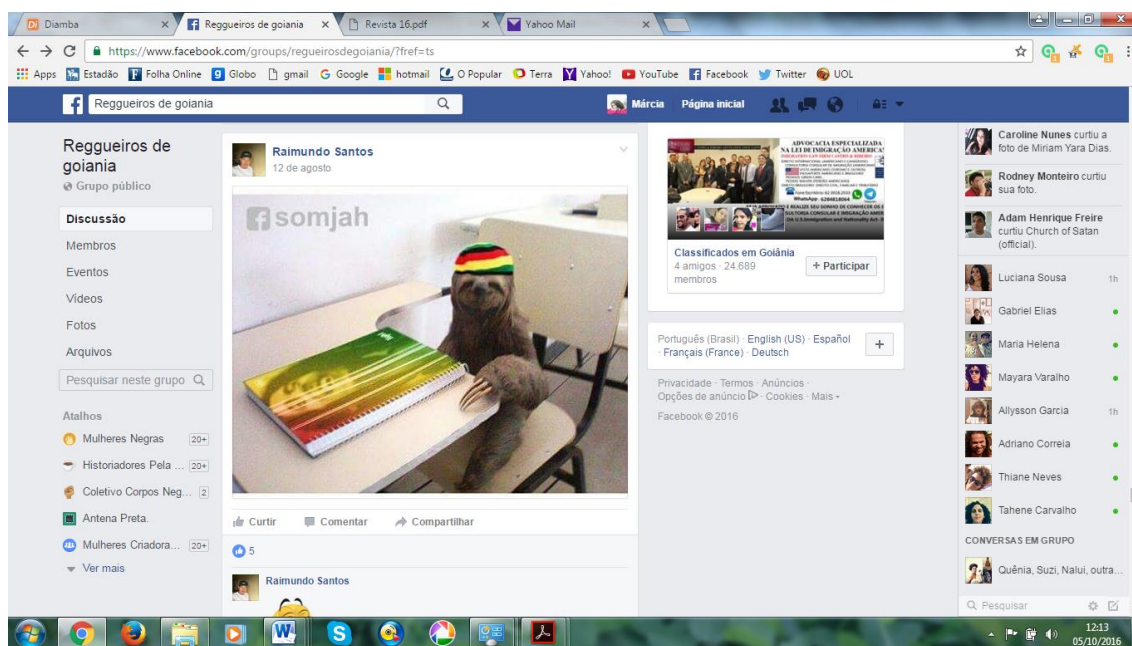 Diamba
Reggueiros de goiania
Revista 16.pdf
Yahoo Mail
https://www.facebook.com/groups/regueirosdegoiania/?fref=ts
Apps Estadão Folha Online Globo gmail Google hotmail O Popular Terra Yahoo! YouTube Facebook Twitter UOL
Reggueiros de goiania
Márcia Página inicial
Reggueiros de
goiania
Grupo público
Discussão
Membros
Eventos
Vídeos
Fotos
Arquivos
Pesquisar neste grupo
Atalhos
Mulheres Negras 20+
Historiadores Pela ... 20+
Coletivo Corpos Neg... 2
Antena Preta.
Mulheres Criadora... 20+
Ver mais
Raimundo Santos
12 de agosto
somjah
Curtir Comentar Compartilhar
5
Raimundo Santos
ADVOCACIA ESPECIALIZADA
NA LEI DE IMIGRAÇÃO AMERICA
Classificados em Goiânia
4 amigos · 24.689
membros
+ Participar
Português (Brasil) · English (US) · Español
· Français (France) · Deutsch
+
Privacidade · Termos · Anúncios ·
Opções de anúncio · Cookies · Mais
Facebook © 2016
Caroline Nunes curtiu a
foto de Miriam Yara Dias.
Rodney Monteiro curtiu
sua foto.
Adam Henrique Freire
curtiu Church of Satan
(official).
Luciana Sousa 1h
Gabriel Elias
Maria Helena
Mayara Varalho
Allysson Garcia 1h
Adriano Correia
Thiane Neves
Tahene Carvalho
CONVERSAS EM GRUPO
Quênia, Suzi, Nalui, outra...
Pesquisar
12:13
05/10/2016